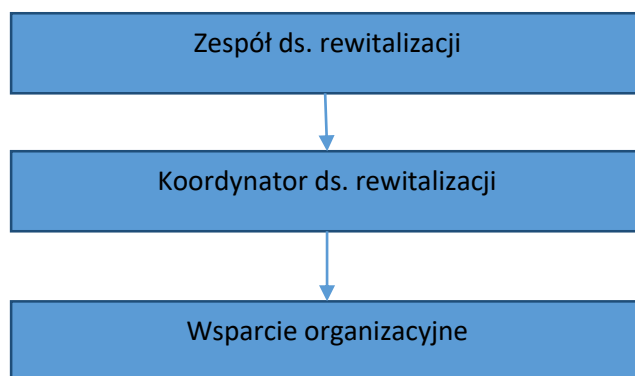 Zespół ds. rewitalizacji
Koordynator ds. rewitalizacji
Wsparcie organizacyjne